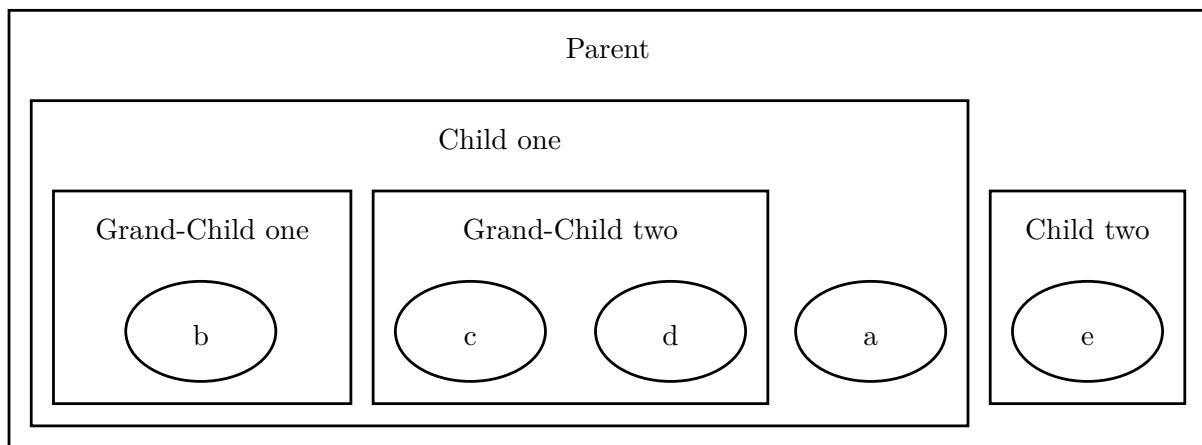 Parent
Child one
Grand-Child one
Grand-Child two
Child two
b
c
d
a
e